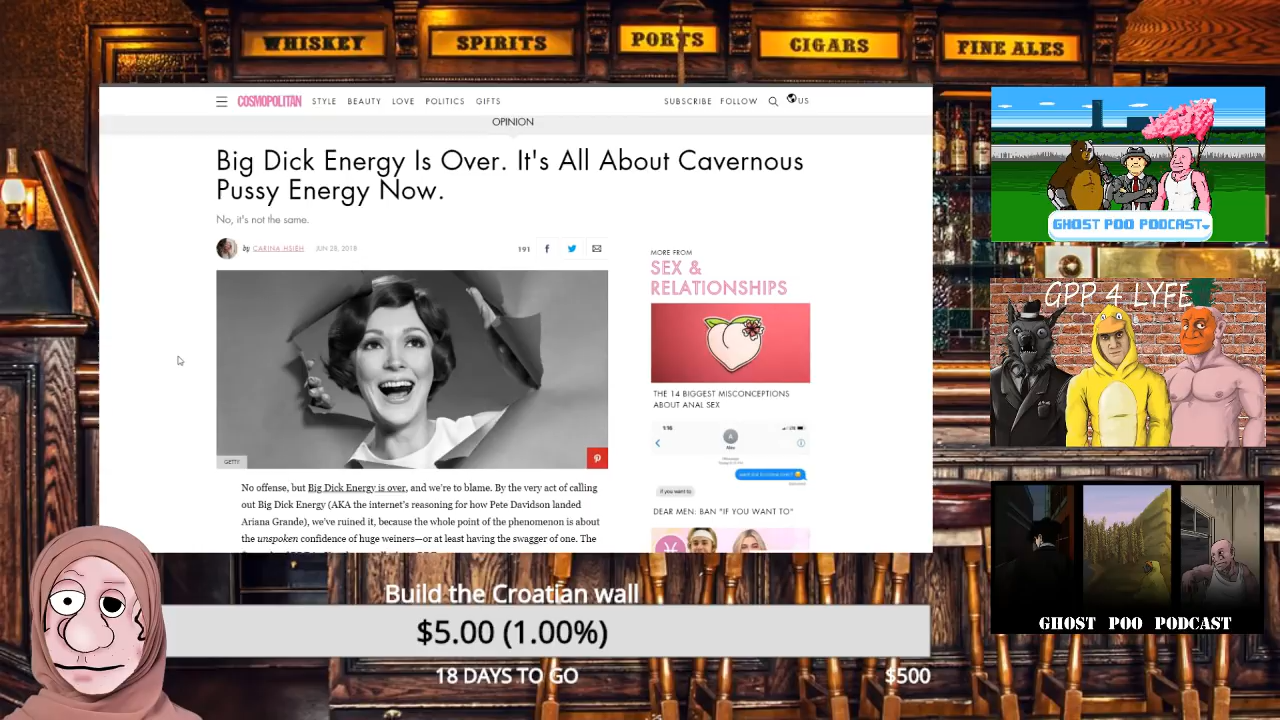 WHISKEY
SPIRITS
PORTS
CIGARS
FINE ALES
COSMOPOLITAN STYLE BEAUTY LOVE POLITICS GIFTS
SUBSCRIBE FOLLOW US
OPINION
Big Dick Energy Is Over. It's All About Cavernous
Pussy Energy Now.
No, it's not the same.
by CARINA HSIEH JUN 28, 2018
191
GETTY
No offense, but Big Dick Energy is over, and we're to blame. By the very act of calling
out Big Dick Energy (AKA the internet's reasoning for how Pete Davidson landed
Ariana Grande), we've ruined it, because the whole point of the phenomenon is about
the unspoken confidence of huge weiners—or at least having the swagger of one. The
MORE FROM
SEX &
RELATIONSHIPS
THE 14 BIGGEST MISCONCEPTIONS
ABOUT ANAL SEX
1:16
if you want to
DEAR MEN: BAN "IF YOU WANT TO"
GHOST POO PODCAST
GPP 4 LYFE
GHOST POO PODCAST
Build the Croatian wall
$5.00 (1.00%)
18 DAYS TO GO
$500